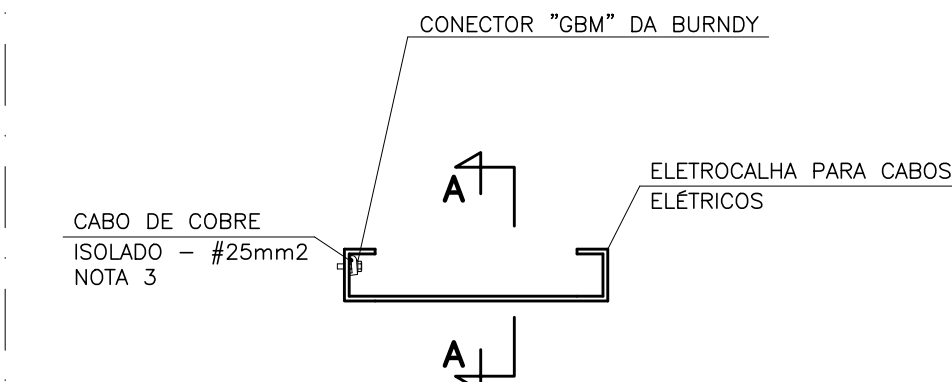 CONECTOR "GBM" DA BURNDY
A
ELETROCALHA PARA CABOS
ELÉTRICOS
CABO DE COBRE
ISOLADO – #25mm2
NOTA 3
A